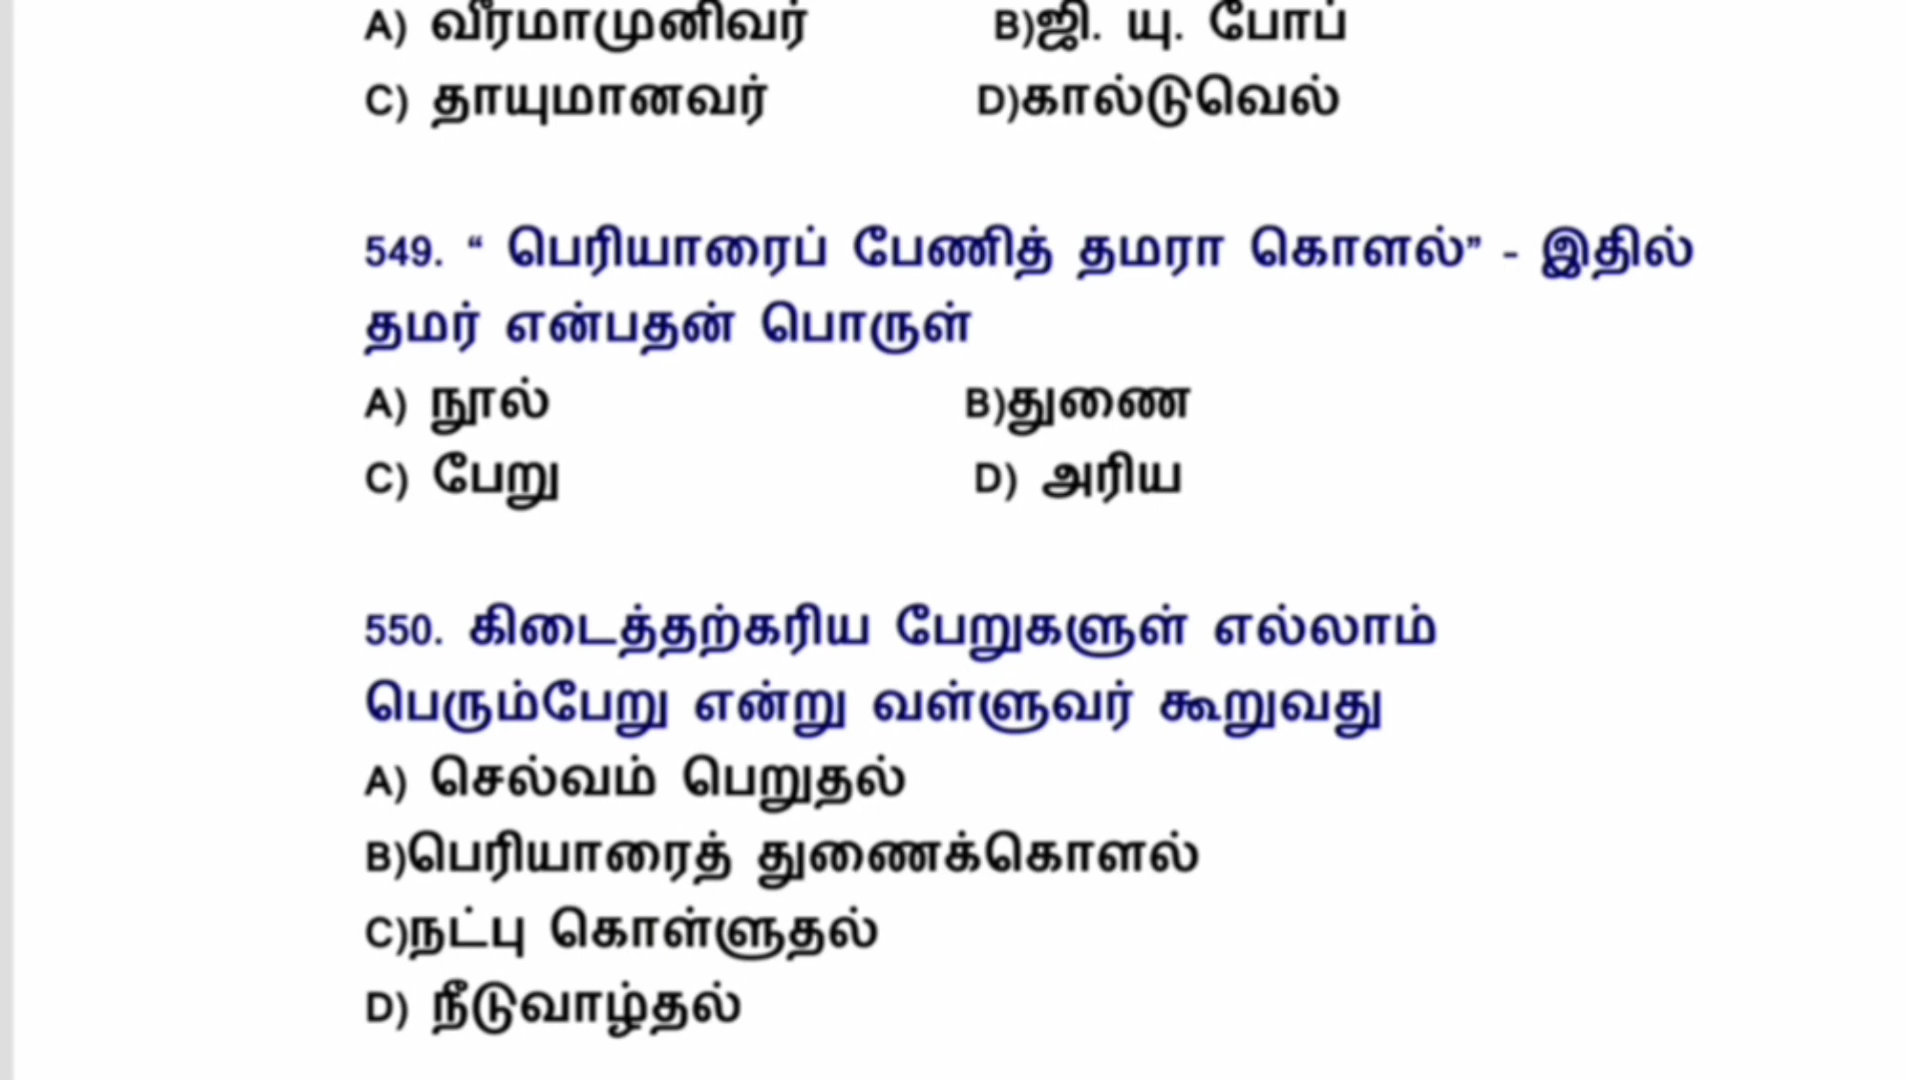 A) வீரமாமுனிவர் B)ஜி. யு. போப்
C) தாயுமானவர் D)கால்டுவெல்
549. “ பெரியாரைப் பேணித் தமரா கொளல்” - இதில்
தமர் என்பதன் பொருள்
A) நூல் B)துணை
C) பேறு D) அரிய
550. கிடைத்தற்கரிய பேறுகளுள் எல்லாம்
பெரும்பேறு என்று வள்ளுவர் கூறுவது
A) செல்வம் பெறுதல்
B)பெரியாரைத் துணைக்கொளல்
C)நட்பு கொள்ளுதல்
D) நீடுவாழ்தல்